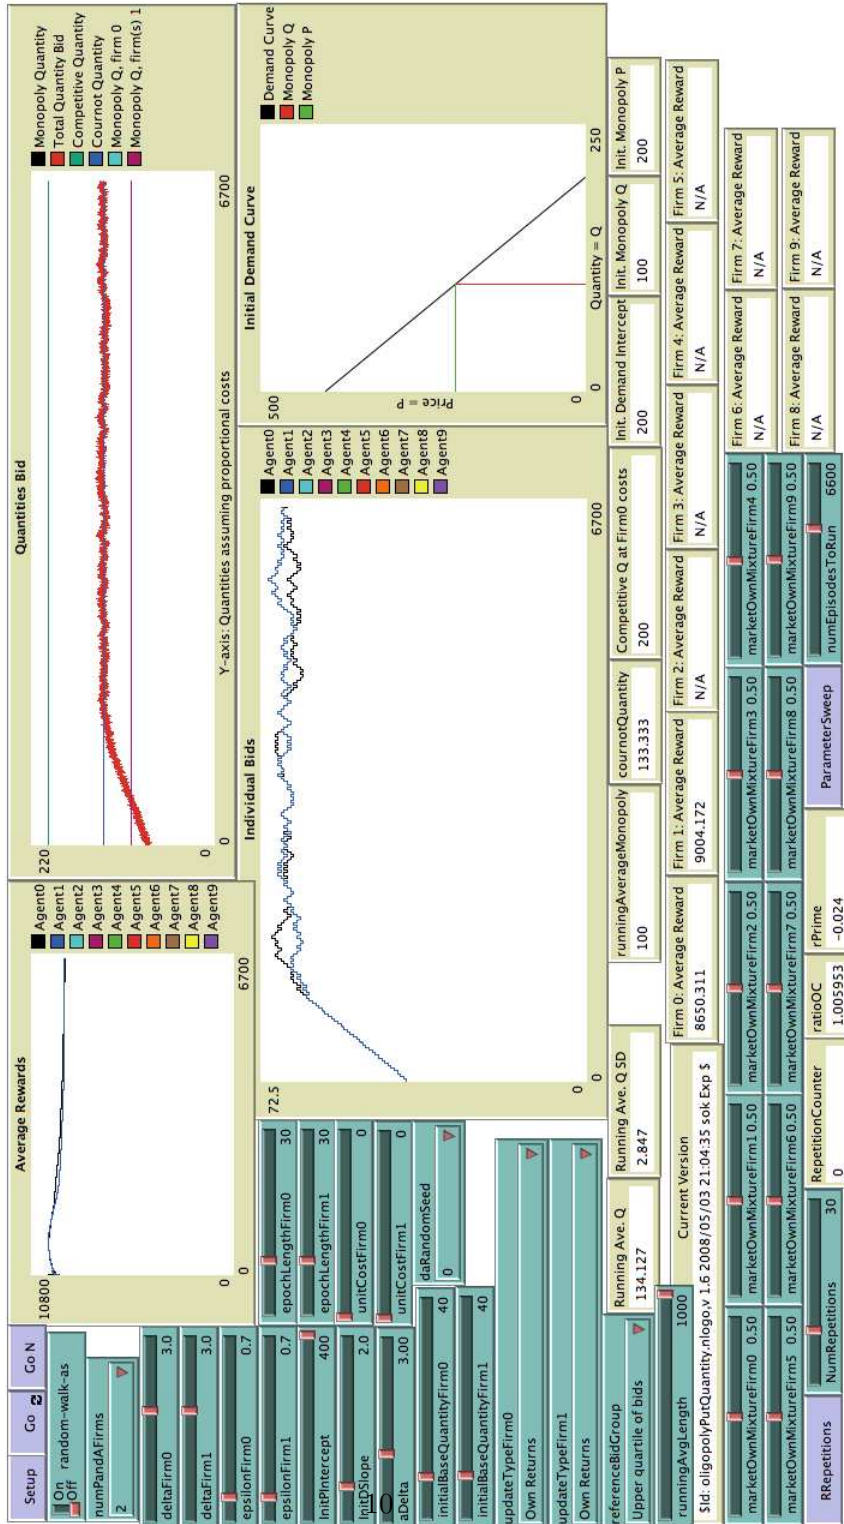 Setup
Go
Go N
On
Off
random-walk-as
numPandAFirms
2
deltaFirm0 3.0
deltaFirm1 3.0
epsilonFirm0 0.7
epsilonFirm1 0.7
InitPIntercept 400
InitDSlope 2.0
aDelta 3.00
initialBaseQuantityFirm0 40
initialBaseQuantityFirm1 40
updateTypeFirm0
Own Returns
updateTypeFirm1
Own Returns
referenceBidGroup
Upper quartile of bids
runningAvgLength 1000
epochLengthFirm0 30
epochLengthFirm1 30
unitCostFirm0 0
unitCostFirm1 0
daRandomSeed
0
Average Rewards
10800
0
0
6700
Agent0
Agent1
Agent2
Agent3
Agent4
Agent5
Agent6
Agent7
Agent8
Agent9
Quantities Bid
220
0
0
6700
Y-axis: Quantities assuming proportional costs
Monopoly Quantity
Total Quantity Bid
Competitive Quantity
Cournot Quantity
Monopoly Q, firm 0
Monopoly Q, firm(s) 1
Individual Bids
72.5
0
0
6700
Agent0
Agent1
Agent2
Agent3
Agent4
Agent5
Agent6
Agent7
Agent8
Agent9
Initial Demand Curve
500
Price = P
0
0
Quantity = Q
250
Demand Curve
Monopoly Q
Monopoly P
Running Ave. Q
134.127
Running Ave. Q SD
2.847
runningAverageMonopoly
100
cournotQuantity
133.333
Competitive Q at Firm0 costs
200
Init. Demand Intercept
200
Init. Monopoly Q
100
Init. Monopoly P
200
Current Version
$Id: oligopolyPutQuantity.nlogo,v 1.6 2008/05/03 21:04:35 sok Exp $
Firm 0: Average Reward
8650.311
Firm 1: Average Reward
9004.172
Firm 2: Average Reward
N/A
Firm 3: Average Reward
N/A
Firm 4: Average Reward
N/A
Firm 5: Average Reward
N/A
Firm 6: Average Reward
N/A
Firm 7: Average Reward
N/A
Firm 8: Average Reward
N/A
Firm 9: Average Reward
N/A
marketOwnMixtureFirm0 0.50
marketOwnMixtureFirm1 0.50
marketOwnMixtureFirm2 0.50
marketOwnMixtureFirm3 0.50
marketOwnMixtureFirm4 0.50
marketOwnMixtureFirm5 0.50
marketOwnMixtureFirm6 0.50
marketOwnMixtureFirm7 0.50
marketOwnMixtureFirm8 0.50
marketOwnMixtureFirm9 0.50
RRepetitions
NumRepetitions 30
RepetitionCounter
0
ratioOC
1.005953
rPrime
-0.024
ParameterSweep
numEpisodesToRun 6600
10